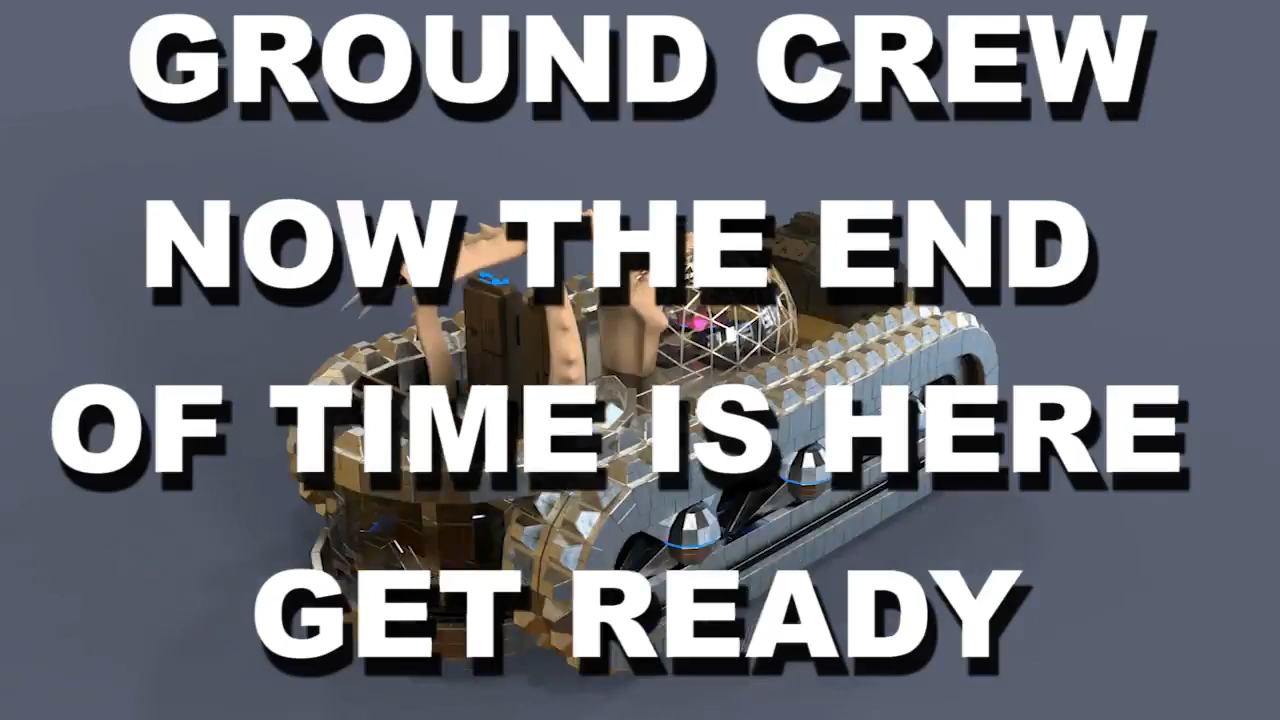 GROUND CREW
NOW THE END
OF TIME IS HERE
GET READY